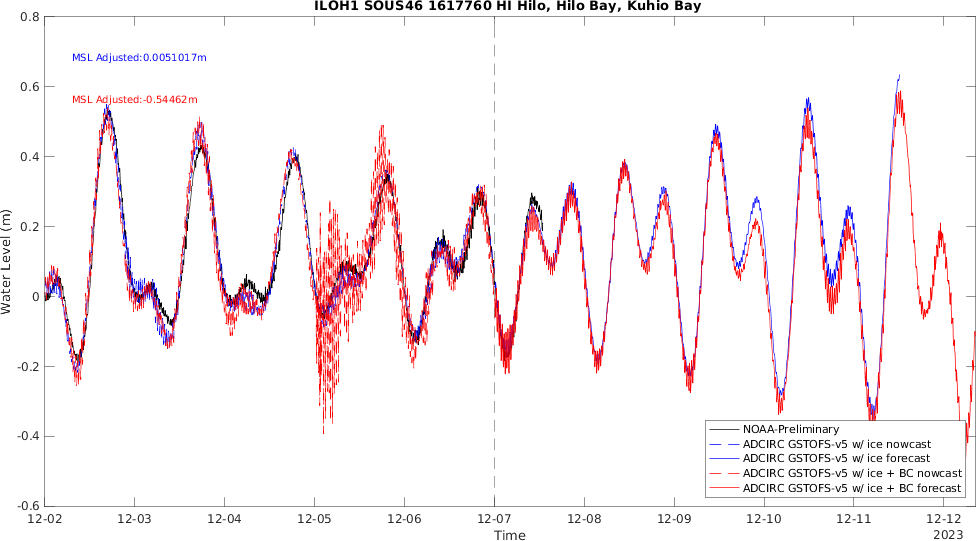 ILOH1 SOUS46 1617760 HI Hilo, Hilo Bay, Kuhio Bay
MSL Adjusted:0.0051017m
MSL Adjusted:-0.54462m
Water Level (m)
0.8
0.6
0.4
0.2
0
-0.2
-0.4
-0.6
NOAA-Preliminary
ADCIRC GSTOFS-v5 w/ ice nowcast
ADCIRC GSTOFS-v5 w/ ice forecast
ADCIRC GSTOFS-v5 w/ ice + BC nowcast
ADCIRC GSTOFS-v5 w/ ice + BC forecast
12-02 12-03 12-04 12-05 12-06 12-07 12-08 12-09 12-10 12-11 12-12
2023
Time